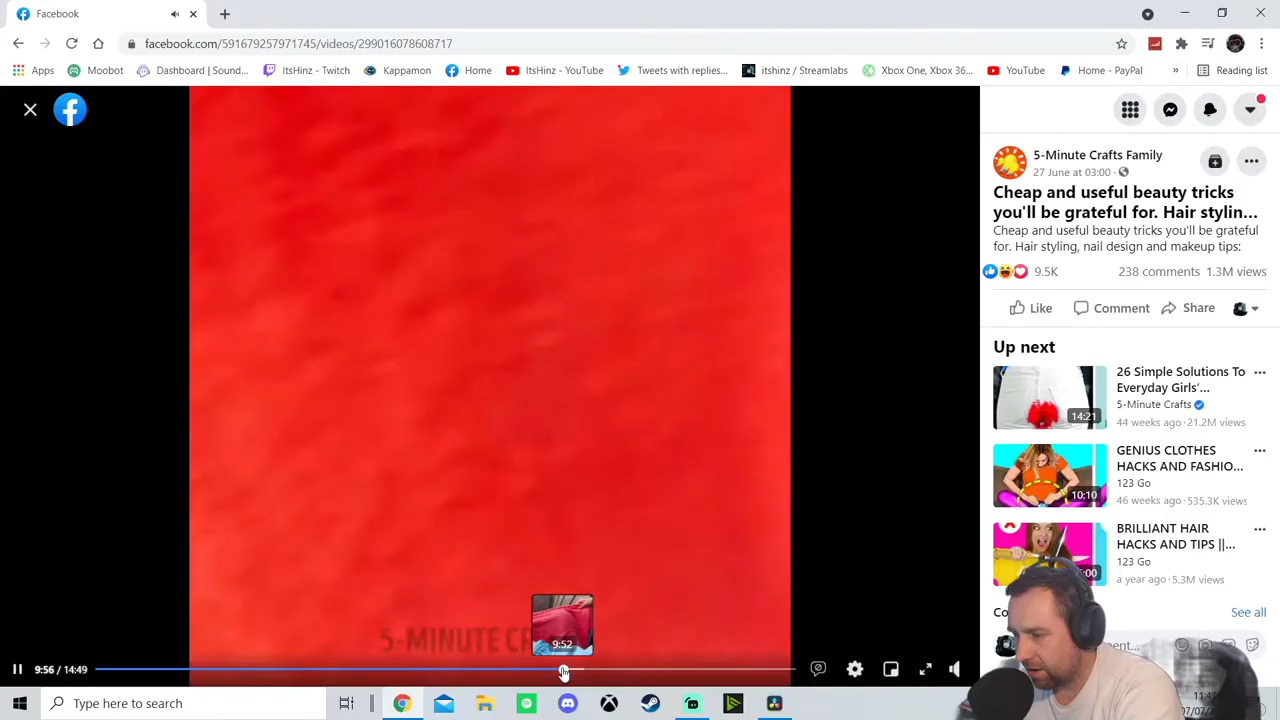 Facebook
facebook.com/591679257971745/videos/299016078608717
Apps
Moobot
Dashboard | Sound...
ItsHinz - Twitch
Kappamon
Home
ItsHinz - YouTube
Tweets with replies...
itshinz / Streamlabs
Xbox One, Xbox 36...
YouTube
Home - PayPal
»
Reading list
5-Minute Crafts Family
27 June at 03:00 ·
Cheap and useful beauty tricks
you'll be grateful for. Hair stylin...
Cheap and useful beauty tricks you'll be grateful
for. Hair styling, nail design and makeup tips:
9.5K
238 comments
1.3M views
Like
Comment
Share
Up next
26 Simple Solutions To
Everyday Girls'...
5-Minute Crafts
44 weeks ago · 21.2M views
14:21
GENIUS CLOTHES
HACKS AND FASHIO...
123 Go
46 weeks ago · 535.3K views
10:10
BRILLIANT HAIR
HACKS AND TIPS ||...
123 Go
a year ago · 5.3M views
See all
5-MINUTE
9:52
9:56 / 14:49
Type here to search